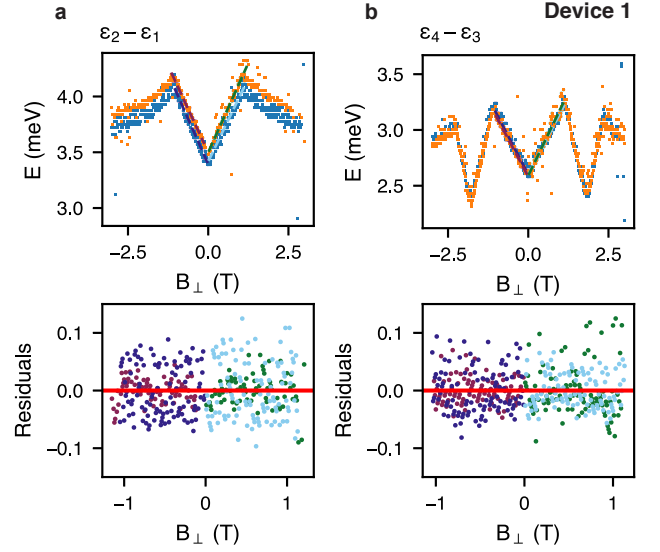 a
b
Device 1
ε₂ – ε₁
ε₄ – ε₃
4.0
3.5
3.0
E (meV)
−2.5
0.0
2.5
B⊥ (T)
3.5
3.0
2.5
E (meV)
−2.5
0.0
2.5
B⊥ (T)
0.1
0.0
−0.1
Residuals
−1
0
1
B⊥ (T)
0.1
0.0
−0.1
Residuals
−1
0
1
B⊥ (T)